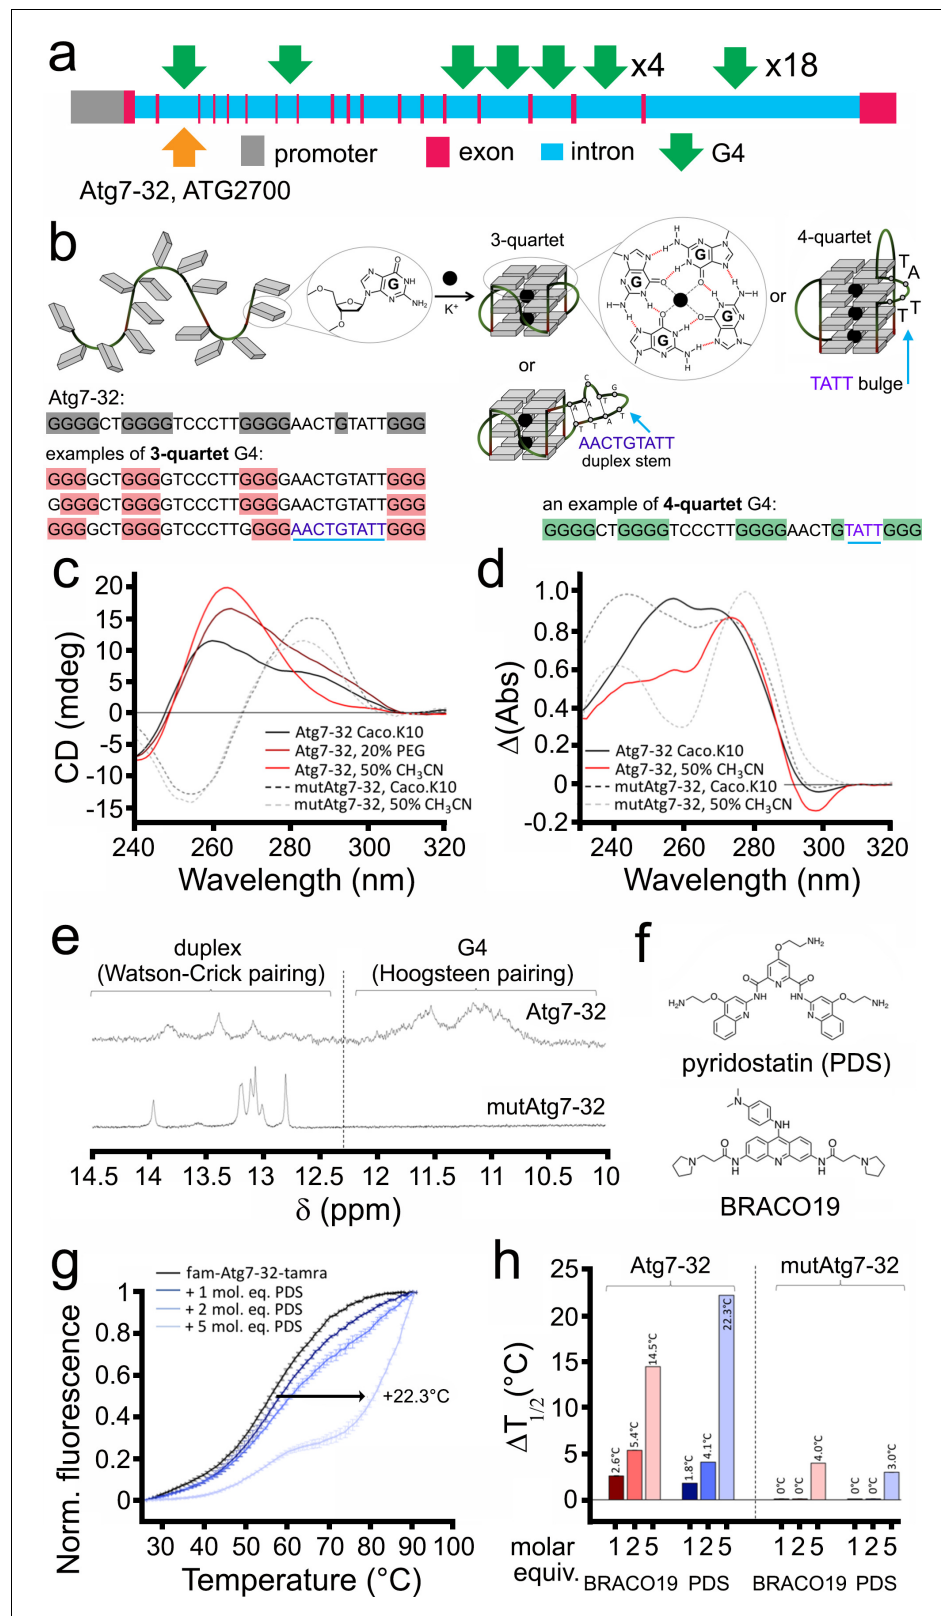 a
x4
x18
promoter
exon
intron
G4
Atg7-32, ATG2700
b
3-quartet
4-quartet
G
NH
NH₂
K⁺
or
or
T
A
T
T
TATT bulge
AACTGTATT
duplex stem
Atg7-32:
GGGGCTGGGGTCCCTTGGGGAACTGTATTGGG
examples of 3-quartet G4:
GGGGCTGGGGTCCCTTGGGGAACTGTATTGGG
GGGGCTGGGGTCCCTTGGGGAACTGTATTGGG
GGGGCTGGGGTCCCTTGGGGAACTGTATTGGG
an example of 4-quartet G4:
GGGGCTGGGGTCCCTTGGGGAACTGTATTGGG
c
CD (mdeg)
20
15
10
5
0
-5
-10
-15
Atg7-32 Caco.K10
Atg7-32, 20% PEG
Atg7-32, 50% CH₃CN
mutAtg7-32, Caco.K10
mutAtg7-32, 50% CH₃CN
240 260 280 300 320
Wavelength (nm)
d
Δ(Abs)
1.0
0.8
0.6
0.4
0.2
0
-0.2
Atg7-32 Caco.K10
Atg7-32, 50% CH₃CN
mutAtg7-32, Caco.K10
mutAtg7-32, 50% CH₃CN
240 260 280 300 320
Wavelength (nm)
e
duplex
(Watson-Crick pairing)
G4
(Hoogsteen pairing)
Atg7-32
mutAtg7-32
14.5 14 13.5 13 12.5 12 11.5 11 10.5 10
δ (ppm)
f
pyridostatin (PDS)
BRACO19
g
Norm. fluorescence
1
0.8
0.6
0.4
0.2
0
fam-Atg7-32-tamra
+ 1 mol. eq. PDS
+ 2 mol. eq. PDS
+ 5 mol. eq. PDS
+22.3°C
30 40 50 60 70 80 90 100
Temperature (°C)
h
Atg7-32
mutAtg7-32
ΔT1/2(°C)
25
20
15
10
5
0
2.6°C
5.4°C
14.5°C
1.8°C
4.1°C
22.3°C
0°C
0°C
4.0°C
0°C
0°C
3.0°C
molar equiv.
1 2 5 1 2 5 1 2 5 1 2 5
BRACO19 PDS BRACO19 PDS